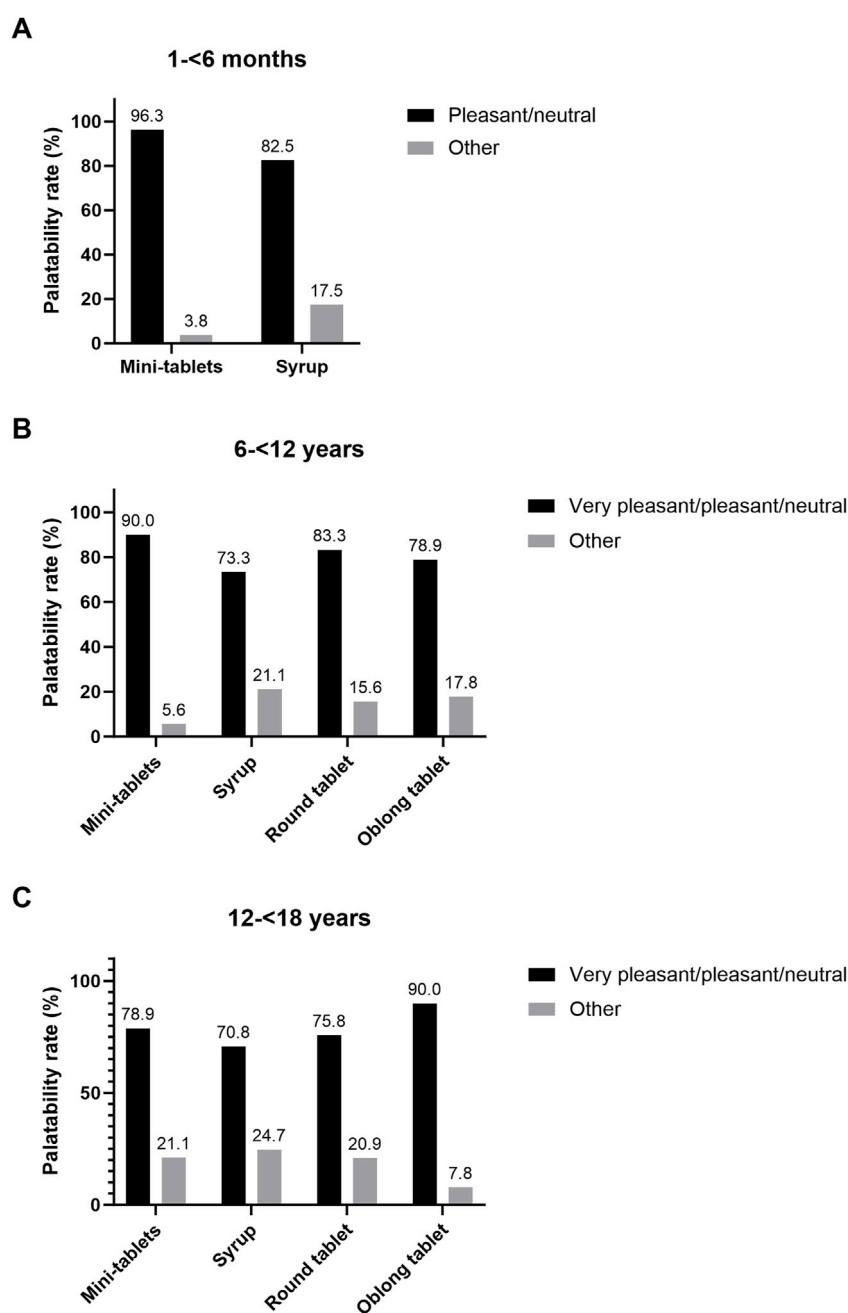 A
1-<6 months
Pleasant/neutral
Other
Palatability rate (%)
100
80
60
40
20
0
96.3
3.8
82.5
17.5
Mini-tablets
Syrup
B
6-<12 years
Very pleasant/pleasant/neutral
Other
Palatability rate (%)
100
80
60
40
20
0
90.0
5.6
73.3
21.1
83.3
15.6
78.9
17.8
Mini-tablets
Syrup
Round tablet
Oblong tablet
C
12-<18 years
Very pleasant/pleasant/neutral
Other
Palatability rate (%)
100
50
0
78.9
21.1
70.8
24.7
75.8
20.9
90.0
7.8
Mini-tablets
Syrup
Round tablet
Oblong tablet